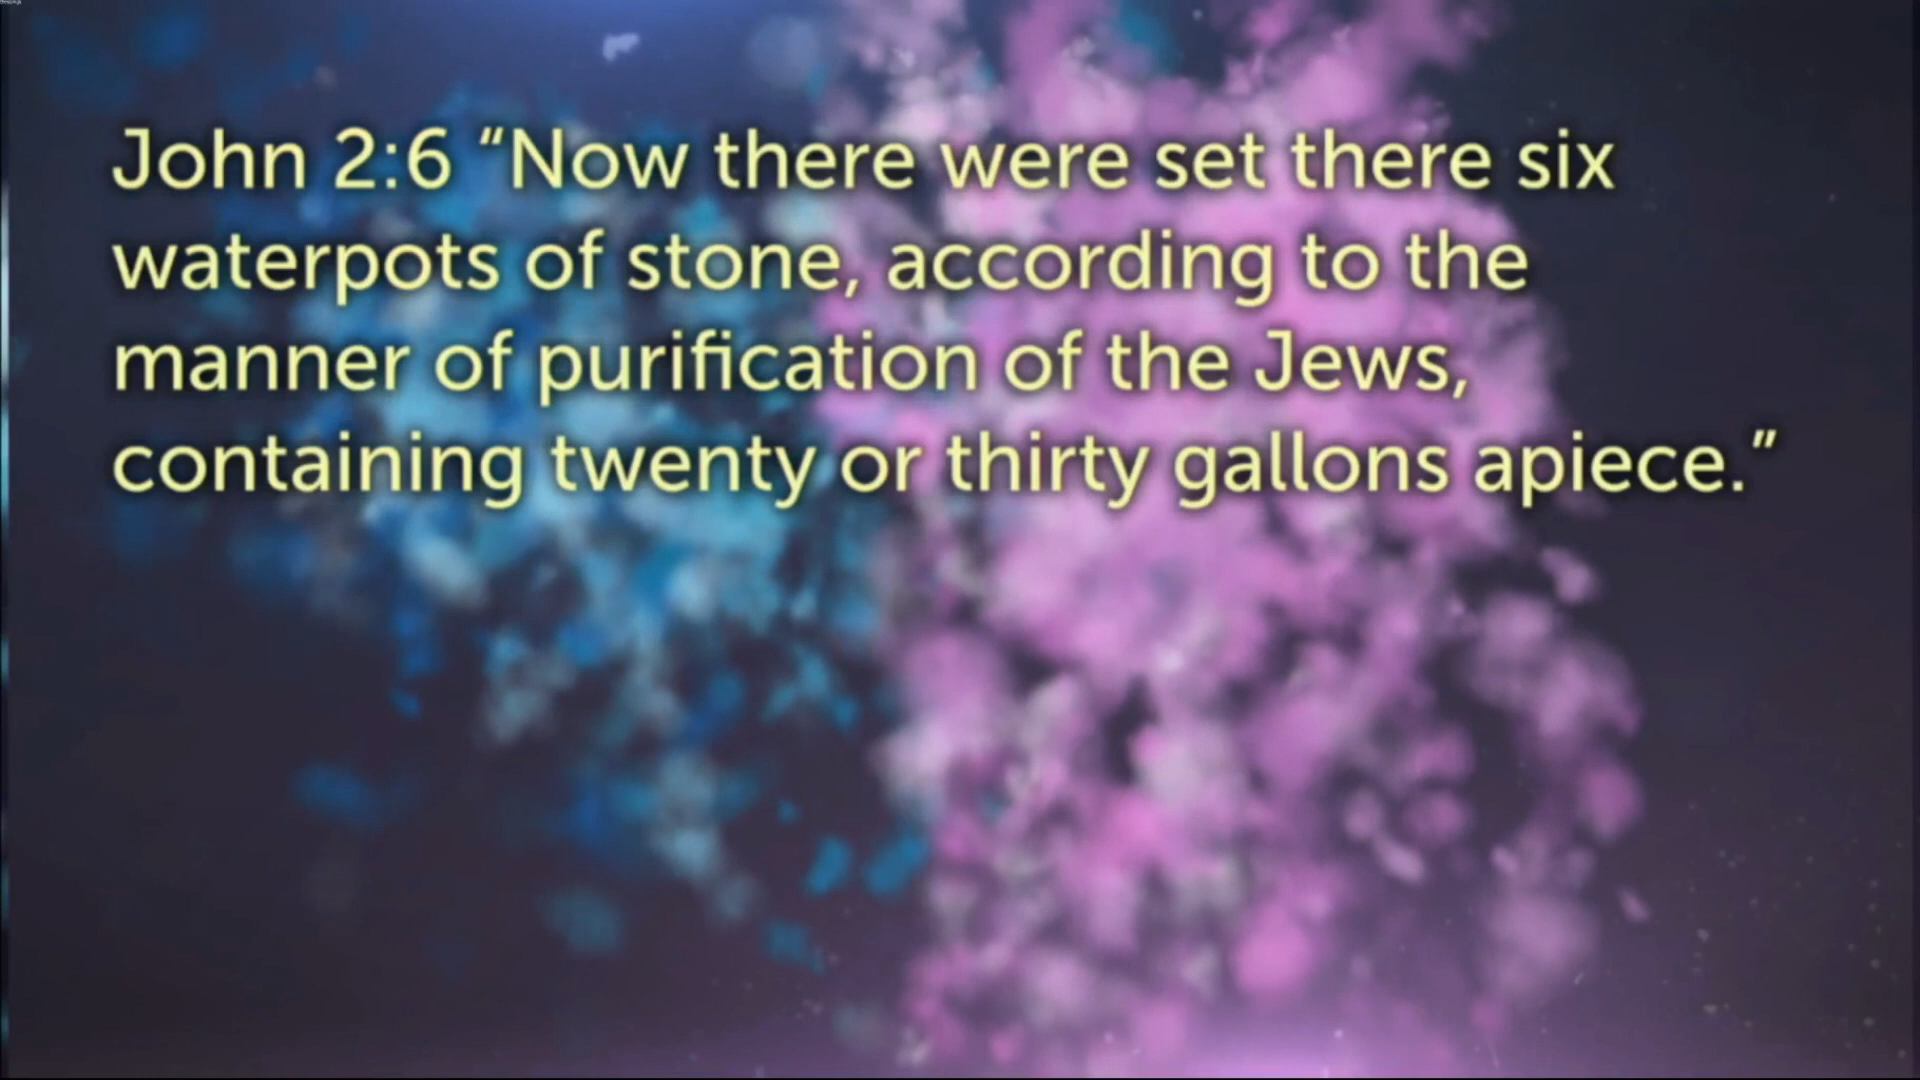 John 2:6 “Now there were set there six
waterpots of stone, according to the
manner of purification of the Jews,
containing twenty or thirty gallons apiece.”